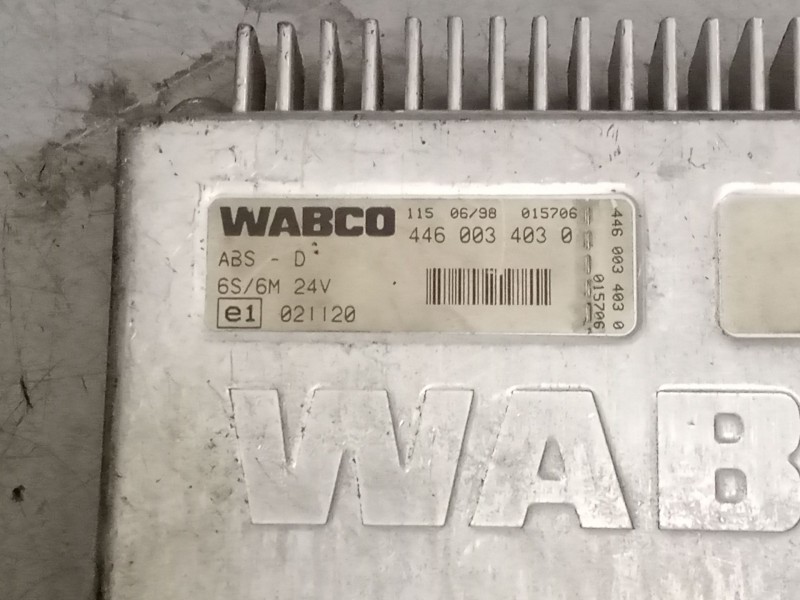 WABCO 115 06/98 015706
446 003 403 0
ABS - D
6S/6M 24V
e1 021120
446 003 403 0
015706
WAB